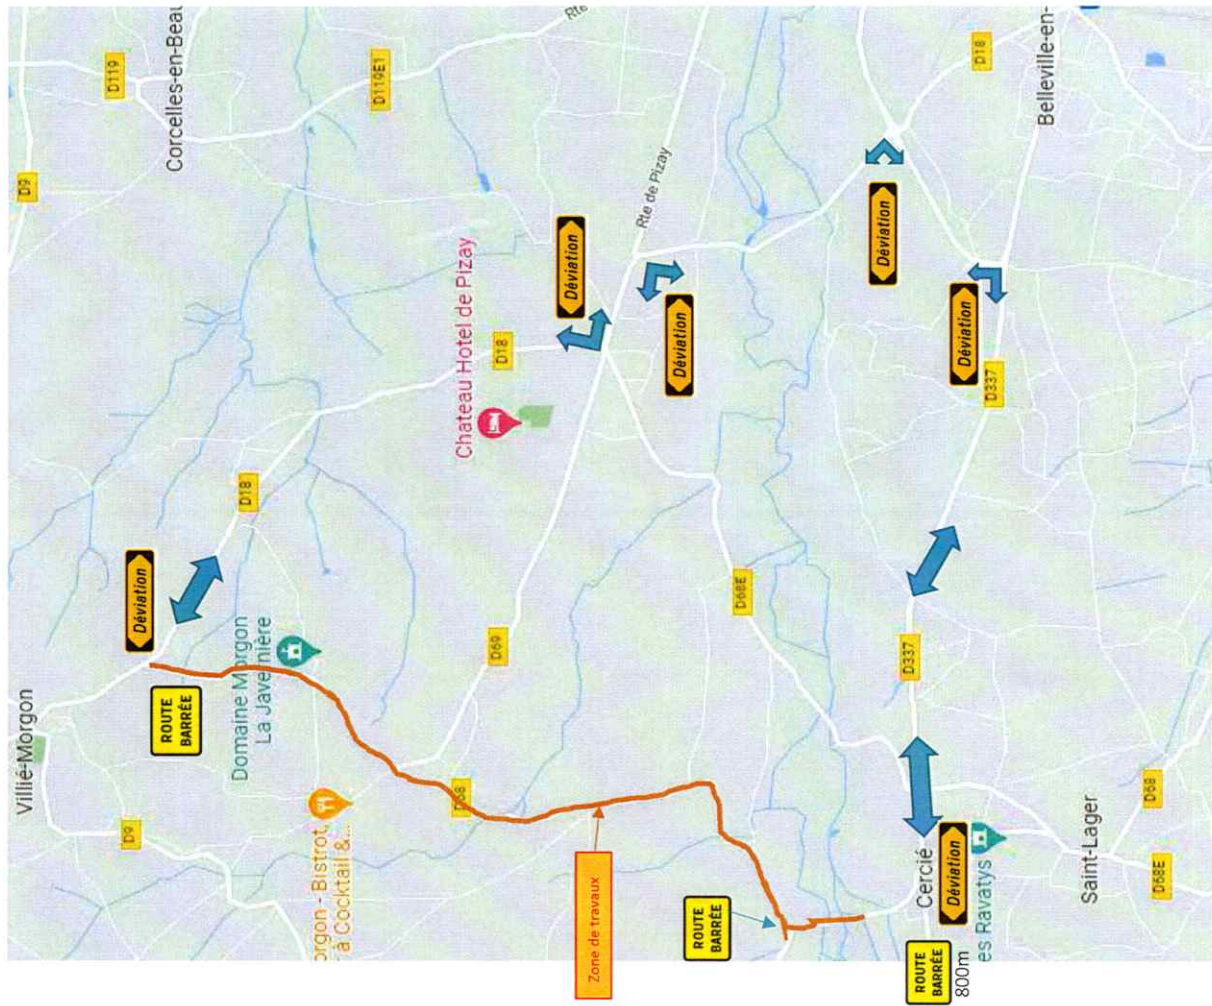 Villié-Morgon
D9
D119
D9
Déviation
Corcelles-en-Beau
ROUTE
BARRÉE
Domaine Morgon
La Javernière
D18
orgon - Bistrot,
à Cocktail &...
D119E1
Rte
D68
Chateau Hotel de Pizay
D69
D18
Déviation
Zone de travaux
Rte de Pizay
Déviation
ROUTE
BARRÉE
D68E
Déviation
D337
Cercié
ROUTE
BARRÉE
800m
Déviation
es Ravatys
Déviation
D337
D18
Belleville-en-
Saint-Lager
D68
D68E